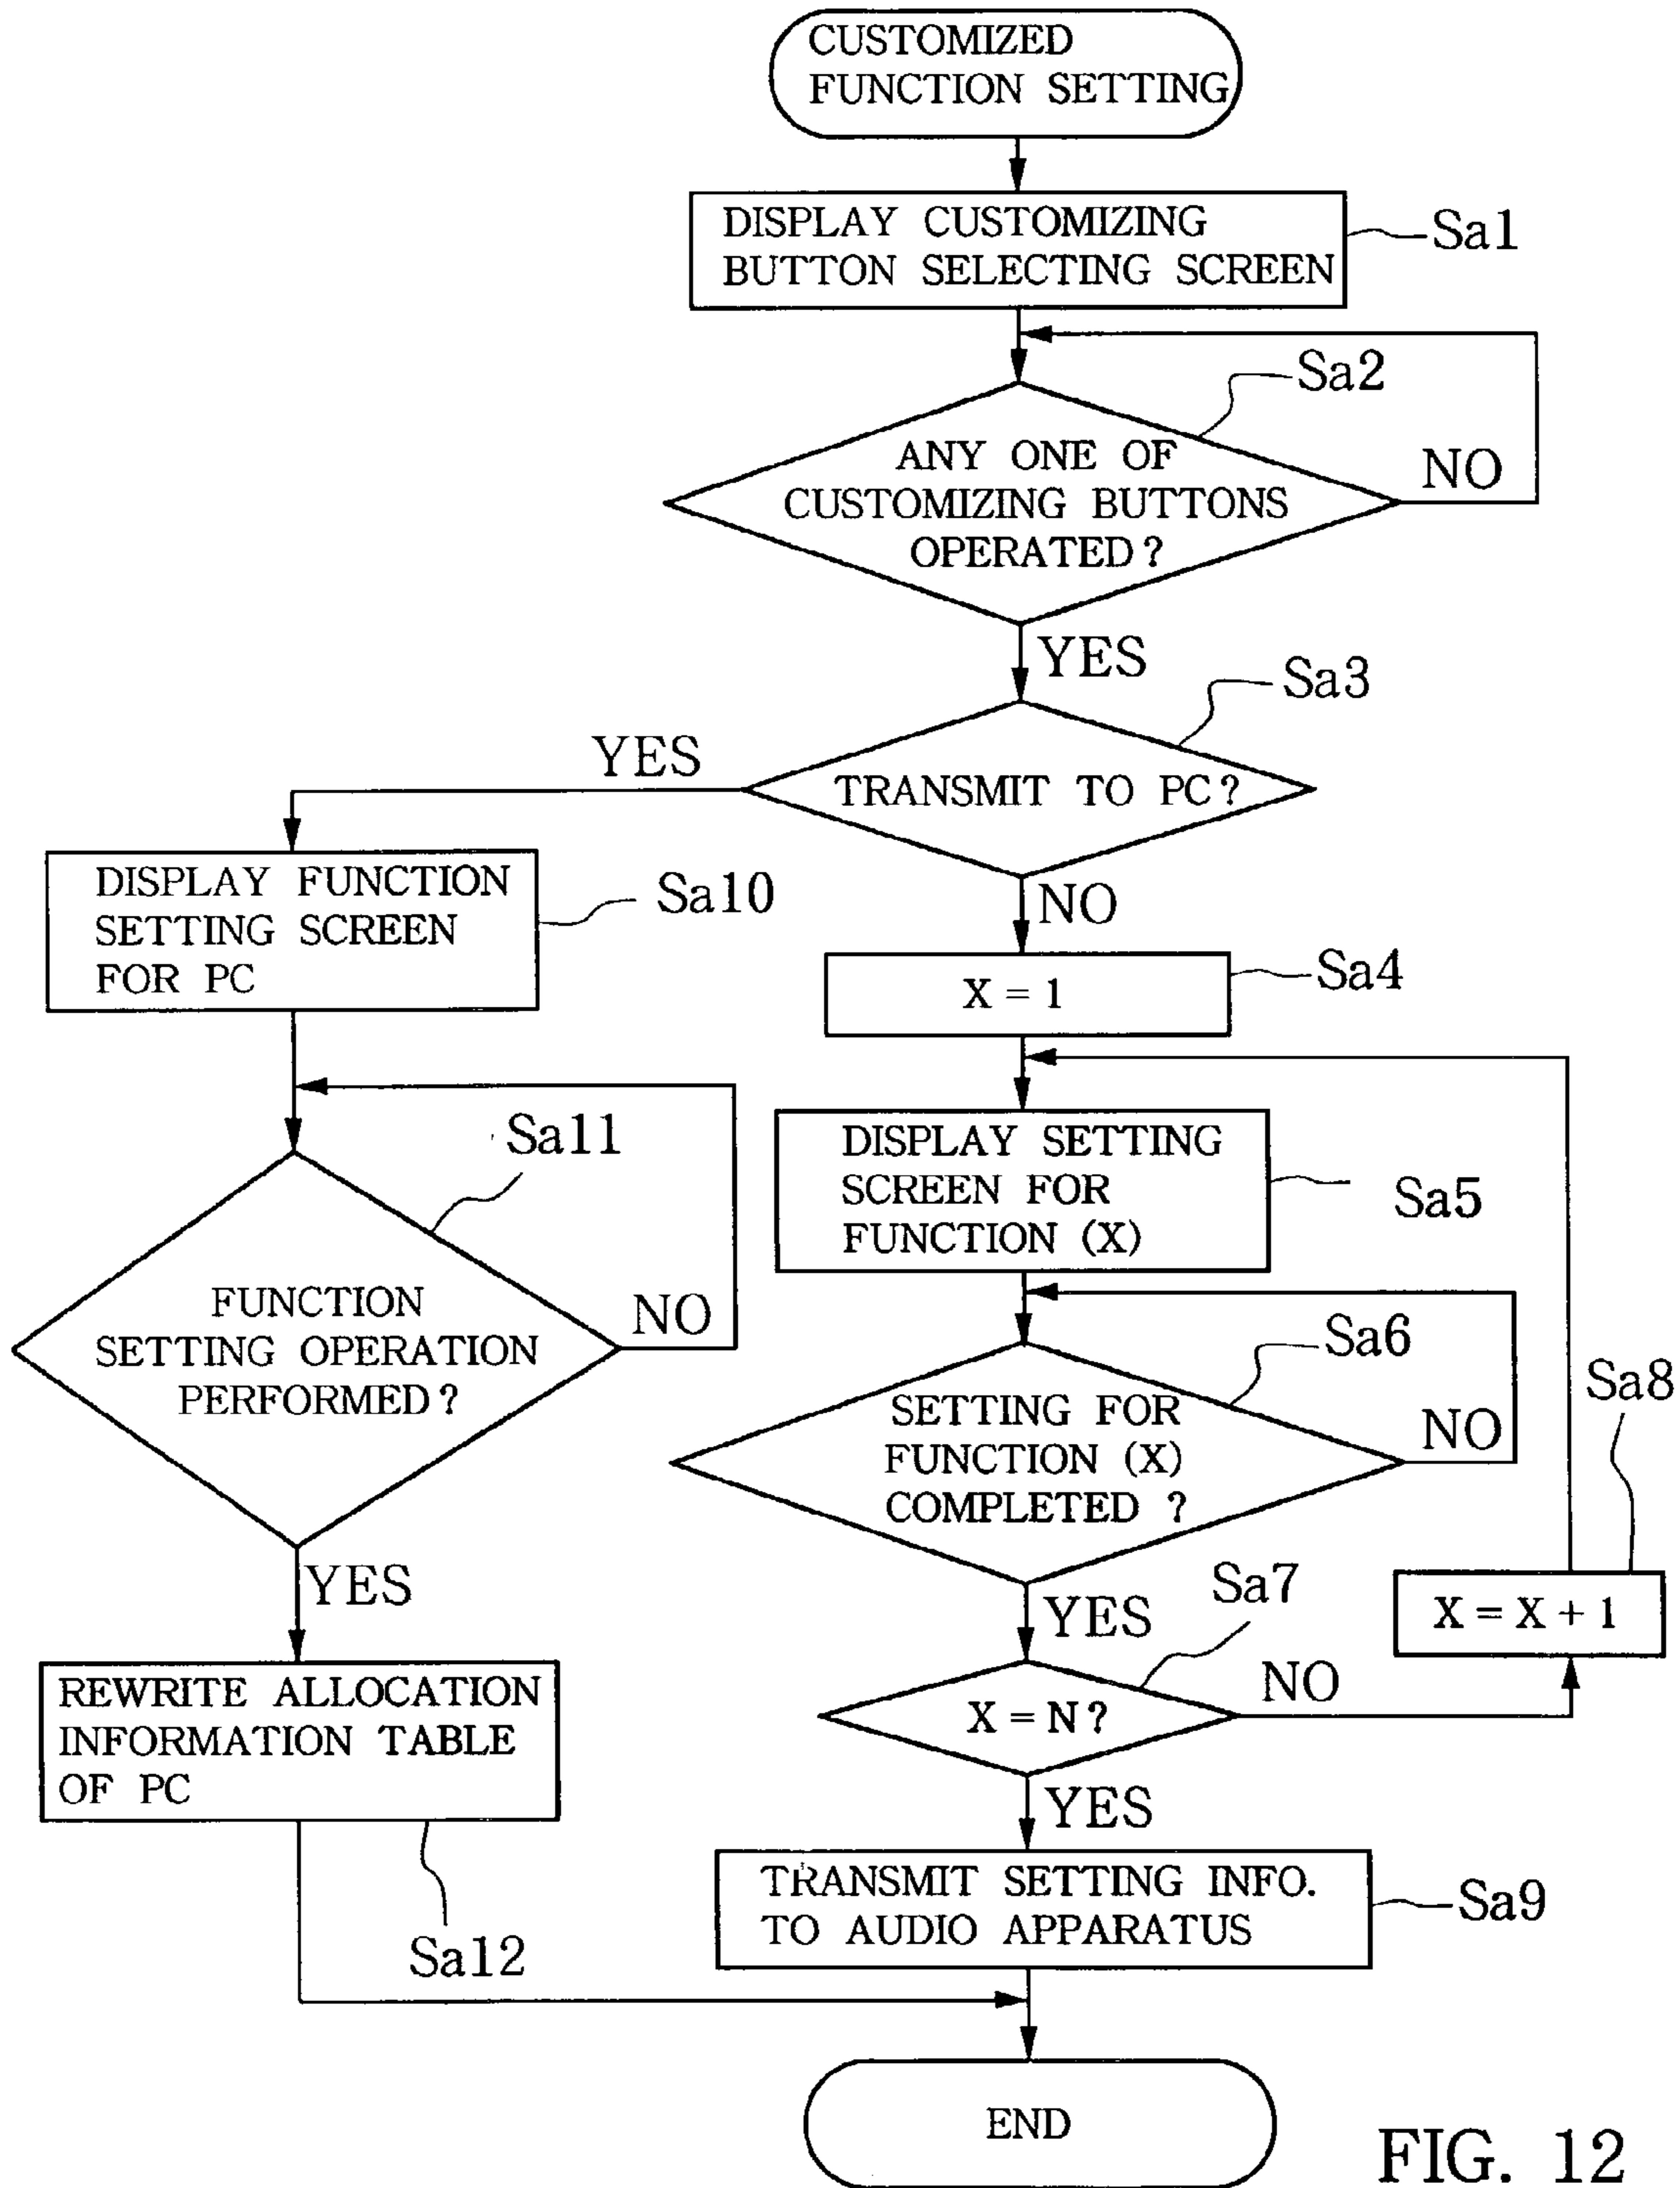 CUSTOMIZED
FUNCTION SETTING
DISPLAY CUSTOMIZING
BUTTON SELECTING SCREEN
Sa1
Sa2
ANY ONE OF
CUSTOMIZING BUTTONS
OPERATED?
NO
YES
Sa3
YES
TRANSMIT TO PC?
NO
DISPLAY FUNCTION
SETTING SCREEN
FOR PC
Sa10
X = 1
Sa4
DISPLAY SETTING
SCREEN FOR
FUNCTION (X)
Sa5
Sa11
FUNCTION
SETTING OPERATION
PERFORMED?
NO
YES
Sa6
SETTING FOR
FUNCTION (X)
COMPLETED ?
NO
YES
Sa8
X = X + 1
Sa7
X = N?
NO
YES
REWRITE ALLOCATION
INFORMATION TABLE
OF PC
Sa12
TRANSMIT SETTING INFO.
TO AUDIO APPARATUS
Sa9
END
FIG. 12